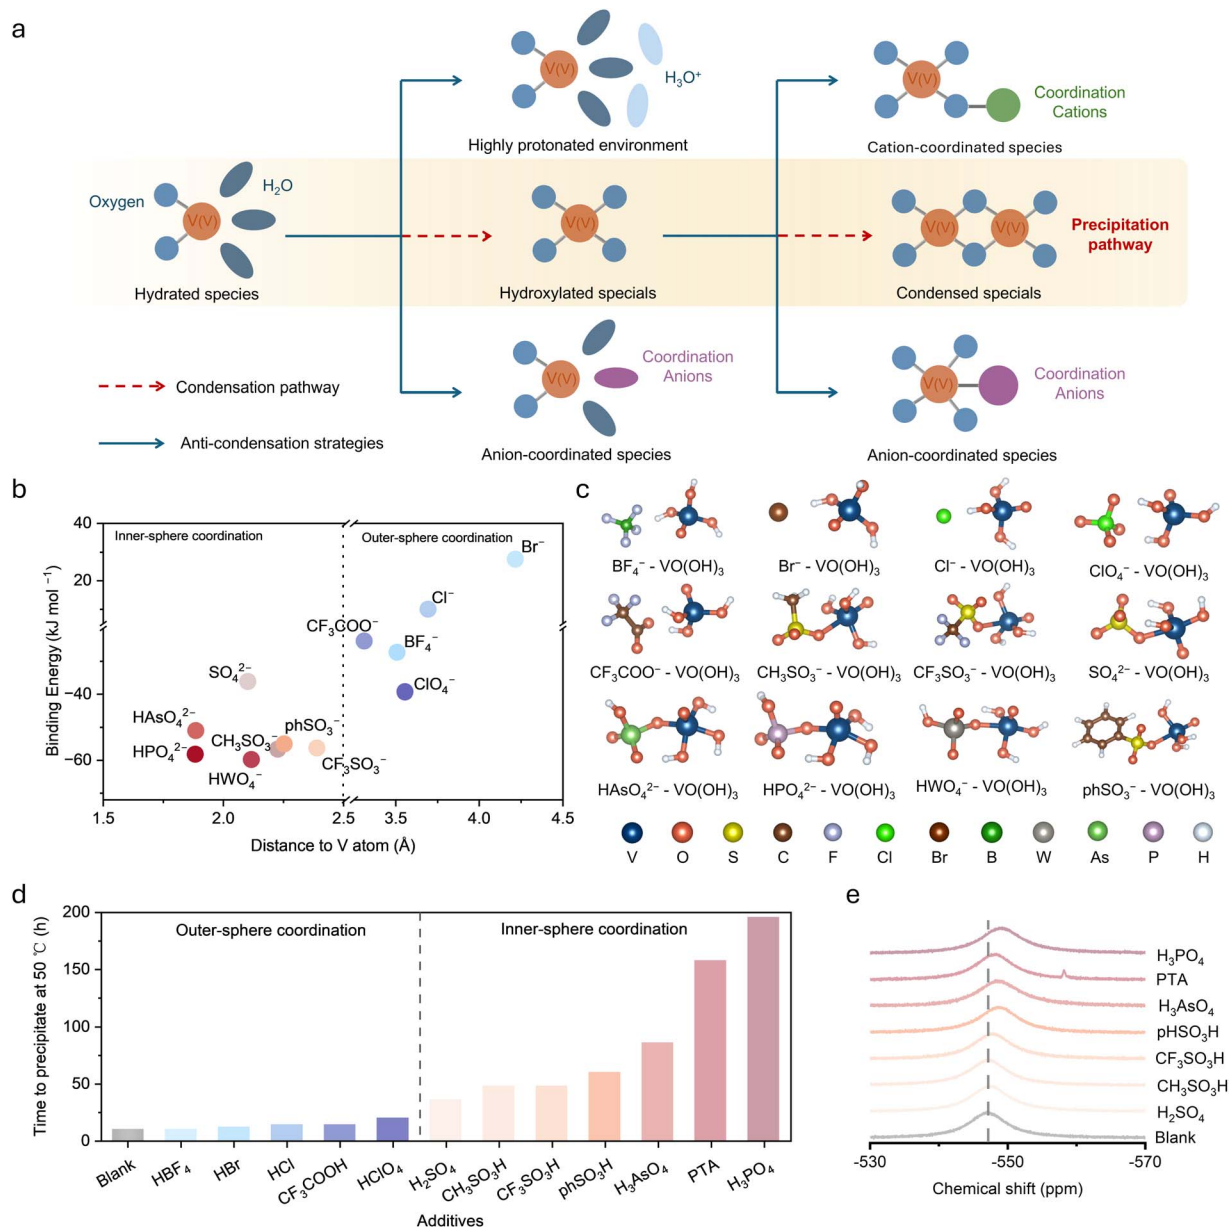 a
V(V)
H₃O⁺
Highly protonated environment
V(V)
Coordination
Cations
Cation-coordinated species
Oxygen
H₂O
V(V)
Hydrated species
V(V)
Hydroxylated specials
V(V)
V(V)
Condensed specials
Precipitation
pathway
Condensation pathway
Anti-condensation strategies
V(V)
Coordination
Anions
Anion-coordinated species
V(V)
Coordination
Anions
Anion-coordinated species
b
Binding Energy (kJ mol ⁻¹)
40
20
−40
−60
Inner-sphere coordination
Outer-sphere coordination
Br⁻
Cl⁻
CF₃COO⁻
BF₄⁻
ClO₄⁻
SO₄²⁻
HAsO₄²⁻
HPO₄²⁻
CH₃SO₃⁻
phSO₃⁻
HWO₄⁻
CF₃SO₃⁻
1.5
2.0
2.5
3.5
4.0
4.5
Distance to V atom (Å)
c
BF₄⁻ - VO(OH)₃
Br⁻ - VO(OH)₃
Cl⁻ - VO(OH)₃
ClO₄⁻ - VO(OH)₃
CF₃COO⁻ - VO(OH)₃
CH₃SO₃⁻ - VO(OH)₃
CF₃SO₃⁻ - VO(OH)₃
SO₄²⁻ - VO(OH)₃
HAsO₄²⁻ - VO(OH)₃
HPO₄²⁻ - VO(OH)₃
HWO₄⁻ - VO(OH)₃
phSO₃⁻ - VO(OH)₃
V O S C F Cl Br B W As P H
d
Time to precipitate at 50 ℃ (h)
200
150
100
50
0
Outer-sphere coordination
Inner-sphere coordination
Blank
HBF₄
HBr
HCl
CF₃COOH
HClO₄
H₂SO₄
CH₃SO₃H
CF₃SO₃H
phSO₃H
H₃AsO₄
PTA
H₃PO₄
Additives
e
H₃PO₄
PTA
H₃AsO₄
pHSO₃H
CF₃SO₃H
CH₃SO₃H
H₂SO₄
Blank
-530
-550
-570
Chemical shift (ppm)